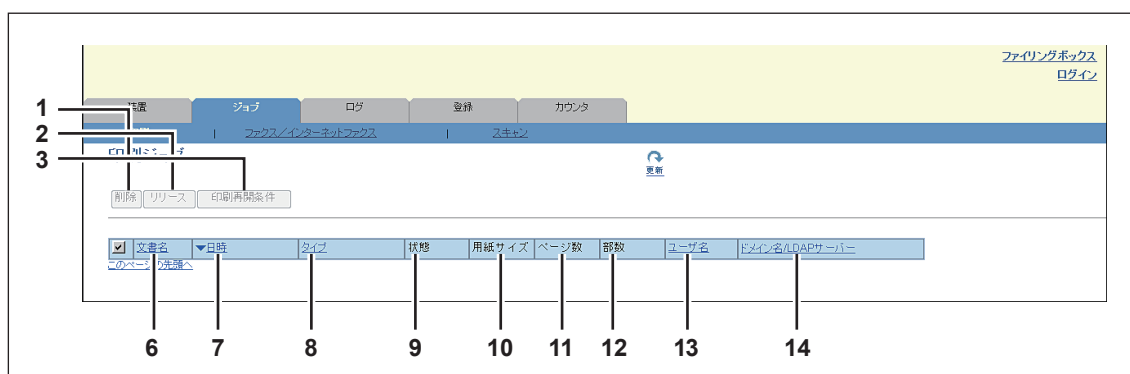 ファイリングボックス
ログイン
装置 ジョブ ログ 登録 カウンタ
| ファクス/インターネットファクス | スキャン
印刷ジョブ
更新
削除 リリース 印刷再開条件
文書名 ▼日時 タイプ 状態 用紙サイズ ページ数 部数 ユーザ名 ドメイン名/LDAPサーバー
このページの先頭へ
1
2
3
6 7 8 9 10 11 12 13 14